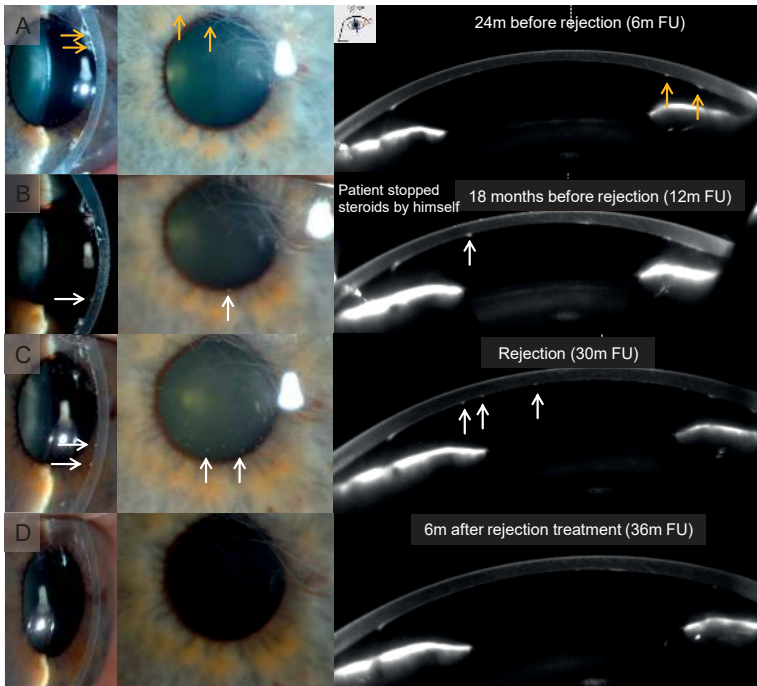 A
24m before rejection (6m FU)
B
Patient stopped
steroids by himself
18 months before rejection (12m FU)
C
Rejection (30m FU)
D
6m after rejection treatment (36m FU)